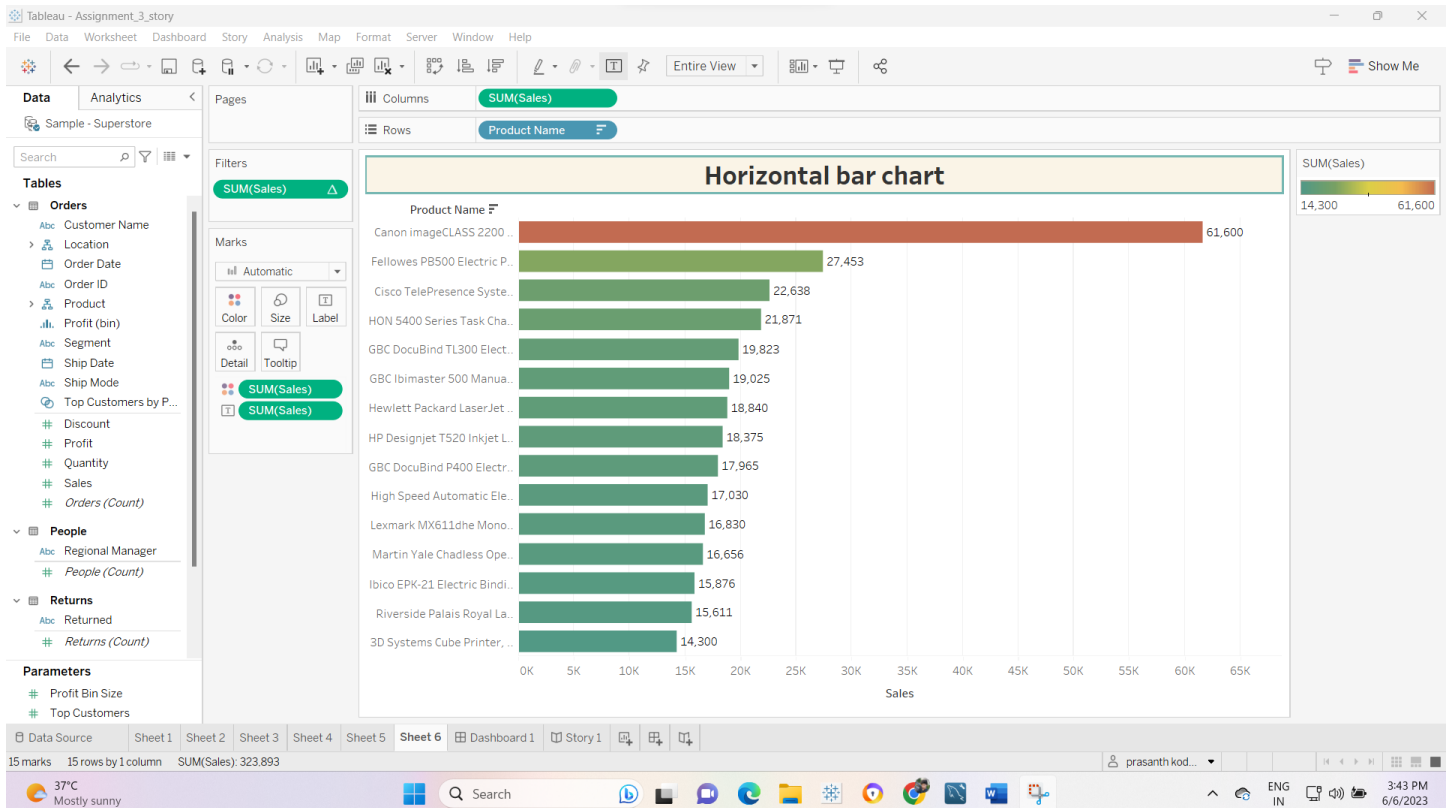 Tableau - Assignment_3_story
File Data Worksheet Dashboard Story Analysis Map Format Server Window Help
Entire View
Show Me
Data Analytics
Sample - Superstore
Search
Tables
Orders
Abc Customer Name
Location
Order Date
Abc Order ID
Product
Profit (bin)
Abc Segment
Ship Date
Abc Ship Mode
Top Customers by P...
# Discount
# Profit
# Quantity
# Sales
# Orders (Count)
People
Abc Regional Manager
# People (Count)
Returns
Abc Returned
# Returns (Count)
Parameters
# Profit Bin Size
# Top Customers
Pages
Filters
SUM(Sales)
Marks
Automatic
Color Size Label
Detail Tooltip
SUM(Sales)
SUM(Sales)
Columns SUM(Sales)
Rows Product Name
Horizontal bar chart
Product Name
Canon imageCLASS 2200 .. 61,600
Fellowes PB500 Electric P.. 27,453
Cisco TelePresence Syste.. 22,638
HON 5400 Series Task Cha.. 21,871
GBC DocuBind TL300 Elect.. 19,823
GBC Ibimaster 500 Manua.. 19,025
Hewlett Packard LaserJet .. 18,840
HP Designjet T520 Inkjet L.. 18,375
GBC DocuBind P400 Electr.. 17,965
High Speed Automatic Ele.. 17,030
Lexmark MX611dhe Mono.. 16,830
Martin Yale Chadless Ope.. 16,656
Ibico EPK-21 Electric Bindi.. 15,876
Riverside Palais Royal La.. 15,611
3D Systems Cube Printer, .. 14,300
0K 5K 10K 15K 20K 25K 30K 35K 40K 45K 50K 55K 60K 65K
Sales
SUM(Sales)
14,300 61,600
Data Source Sheet 1 Sheet 2 Sheet 3 Sheet 4 Sheet 5 Sheet 6 Dashboard 1 Story 1
15 marks 15 rows by 1 column SUM(Sales): 323,893
prasanth kod...
37°C
Mostly sunny
Search
ENG
IN
3:43 PM
6/6/2023